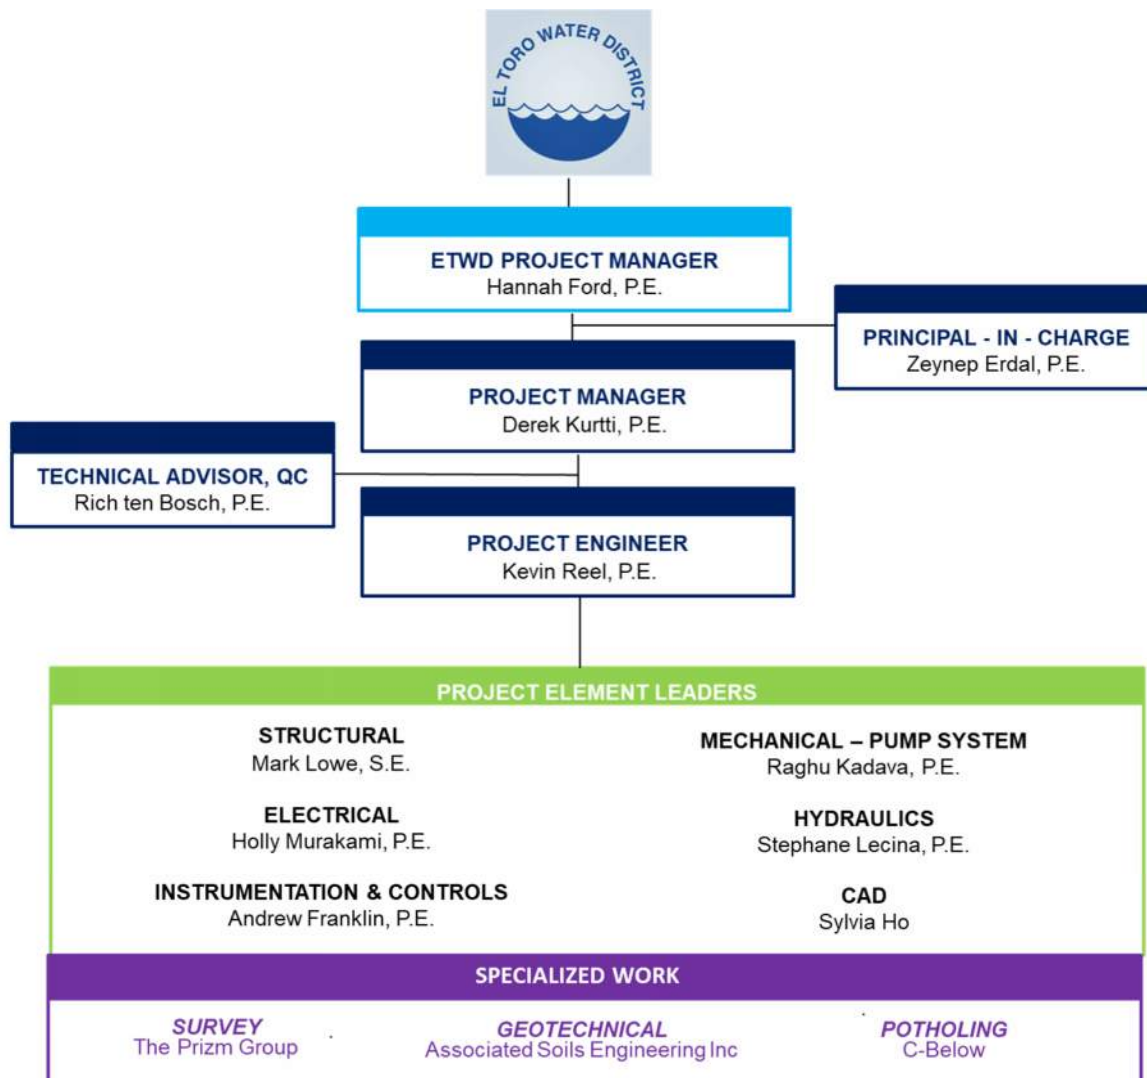 EL TORO WATER DISTRICT
ETWD PROJECT MANAGER
Hannah Ford, P.E.
PRINCIPAL - IN - CHARGE
Zeynep Erdal, P.E.
PROJECT MANAGER
Derek Kurtti, P.E.
TECHNICAL ADVISOR, QC
Rich ten Bosch, P.E.
PROJECT ENGINEER
Kevin Reel, P.E.
PROJECT ELEMENT LEADERS
STRUCTURAL
Mark Lowe, S.E.
MECHANICAL – PUMP SYSTEM
Raghu Kadava, P.E.
ELECTRICAL
Holly Murakami, P.E.
HYDRAULICS
Stephane Lecina, P.E.
INSTRUMENTATION & CONTROLS
Andrew Franklin, P.E.
CAD
Sylvia Ho
SPECIALIZED WORK
SURVEY
The Prizm Group
GEOTECHNICAL
Associated Soils Engineering Inc
POTHOLING
C-Below